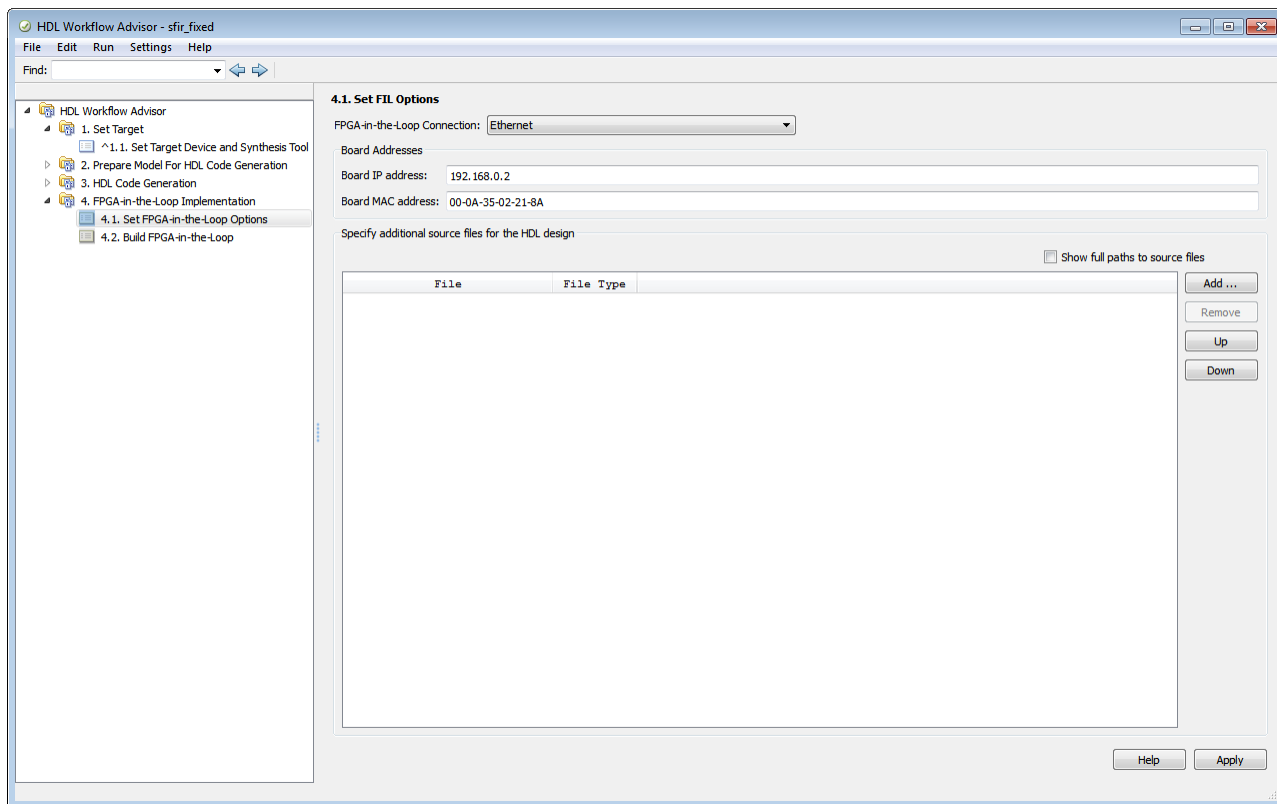 HDL Workflow Advisor - sfir_fixed
File Edit Run Settings Help
Find:
HDL Workflow Advisor
1. Set Target
^1.1. Set Target Device and Synthesis Tool
2. Prepare Model For HDL Code Generation
3. HDL Code Generation
4. FPGA-in-the-Loop Implementation
4.1. Set FPGA-in-the-Loop Options
4.2. Build FPGA-in-the-Loop
4.1. Set FIL Options
FPGA-in-the-Loop Connection: Ethernet
Board Addresses
Board IP address: 192.168.0.2
Board MAC address: 00-0A-35-02-21-8A
Specify additional source files for the HDL design
Show full paths to source files
File File Type
Add ...
Remove
Up
Down
Help Apply